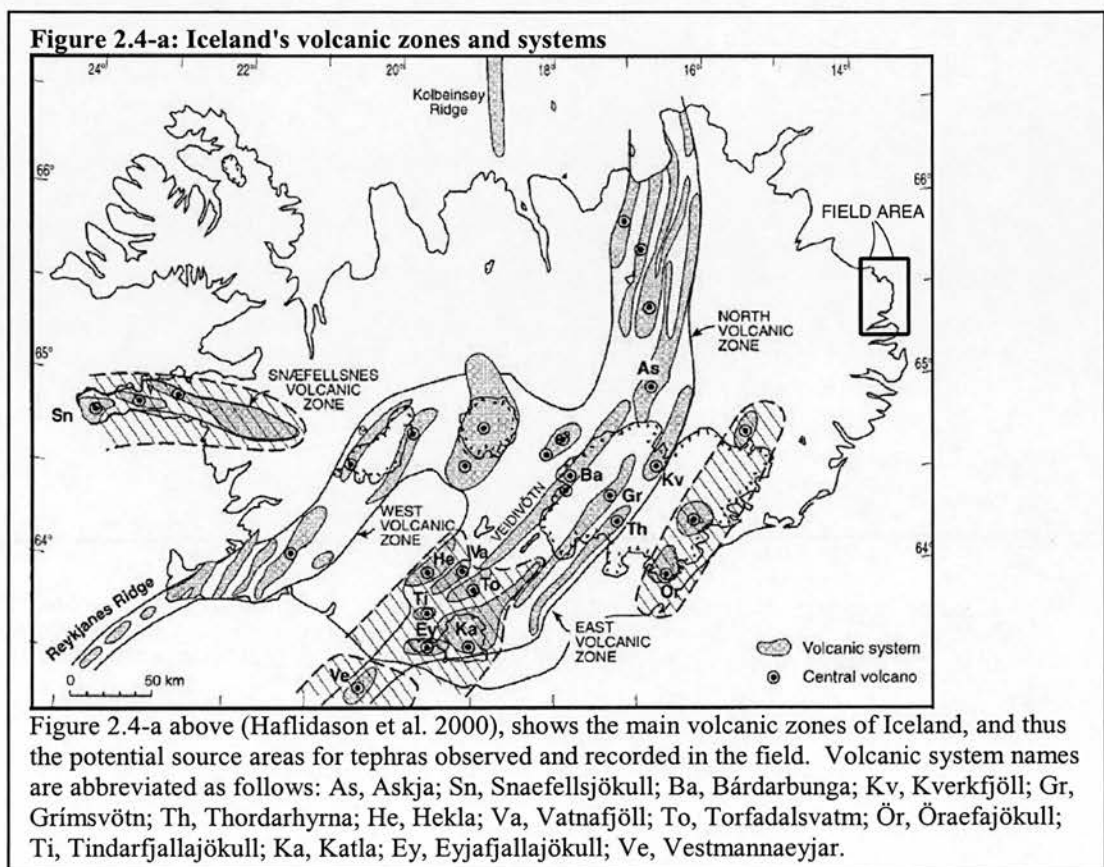 Figure 2.4-a: Iceland's volcanic zones and systems
24° 22° 20° 18° 16° 14°
Kolbeinsey
Ridge
66° 66°
FIELD AREA
NORTH
VOLCANIC
ZONE
65° 65°
SNÆFELLSNES
VOLCANIC
ZONE
As
Sn
Ba
Kv
Gr
VEIDIVÖTN
Th
WEST
VOLCANIC
ZONE
64° 64°
He Va
To
Ti
Ör
Ey Ka
EAST
VOLCANIC
ZONE
Reykjanes Ridge
Ve
Volcanic system
Central volcano
0 50 km
Figure 2.4-a above (Haflidason et al. 2000), shows the main volcanic zones of Iceland, and thus
the potential source areas for tephras observed and recorded in the field. Volcanic system names
are abbreviated as follows: As, Askja; Sn, Snaefellsjökull; Ba, Bárdarbunga; Kv, Kverkfjöll; Gr,
Grímsvötn; Th, Thordarhyrna; He, Hekla; Va, Vatnafjöll; To, Torfadalsvatm; Ör, Öraefajökull;
Ti, Tindarfjallajökull; Ka, Katla; Ey, Eyjafjallajökull; Ve, Vestmannaeyjar.